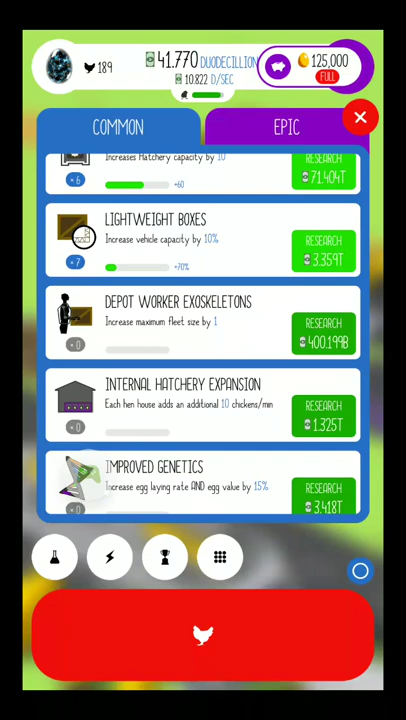 189
41.770 DUODECILLION
10.822 D/SEC
125,000
FULL
COMMON
EPIC
Increases Hatchery capacity by 10
× 6
+60
RESEARCH
71.404T
LIGHTWEIGHT BOXES
Increase vehicle capacity by 10%
× 7
+70%
RESEARCH
3.359T
DEPOT WORKER EXOSKELETONS
Increase maximum fleet size by 1
× 0
RESEARCH
400.199B
INTERNAL HATCHERY EXPANSION
Each hen house adds an additional 10 chickens/min
× 0
RESEARCH
1.325T
IMPROVED GENETICS
Increase egg laying rate AND egg value by 15%
× 0
RESEARCH
3.418T